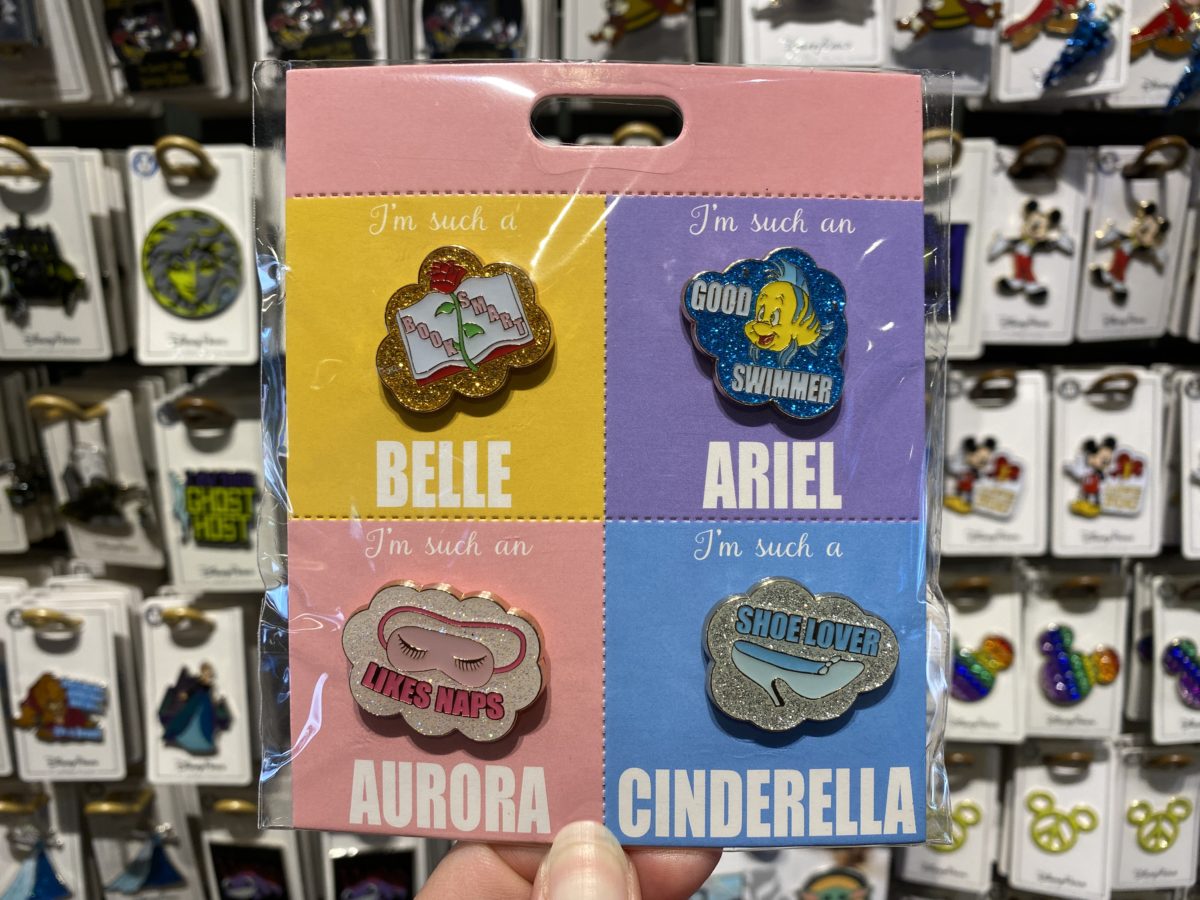 I'm such a
BOOK SMART
BELLE
I'm such an
GOOD
SWIMMER
ARIEL
I'm such an
LIKES NAPS
AURORA
I'm such a
SHOE LOVER
CINDERELLA
GHOST
HOST